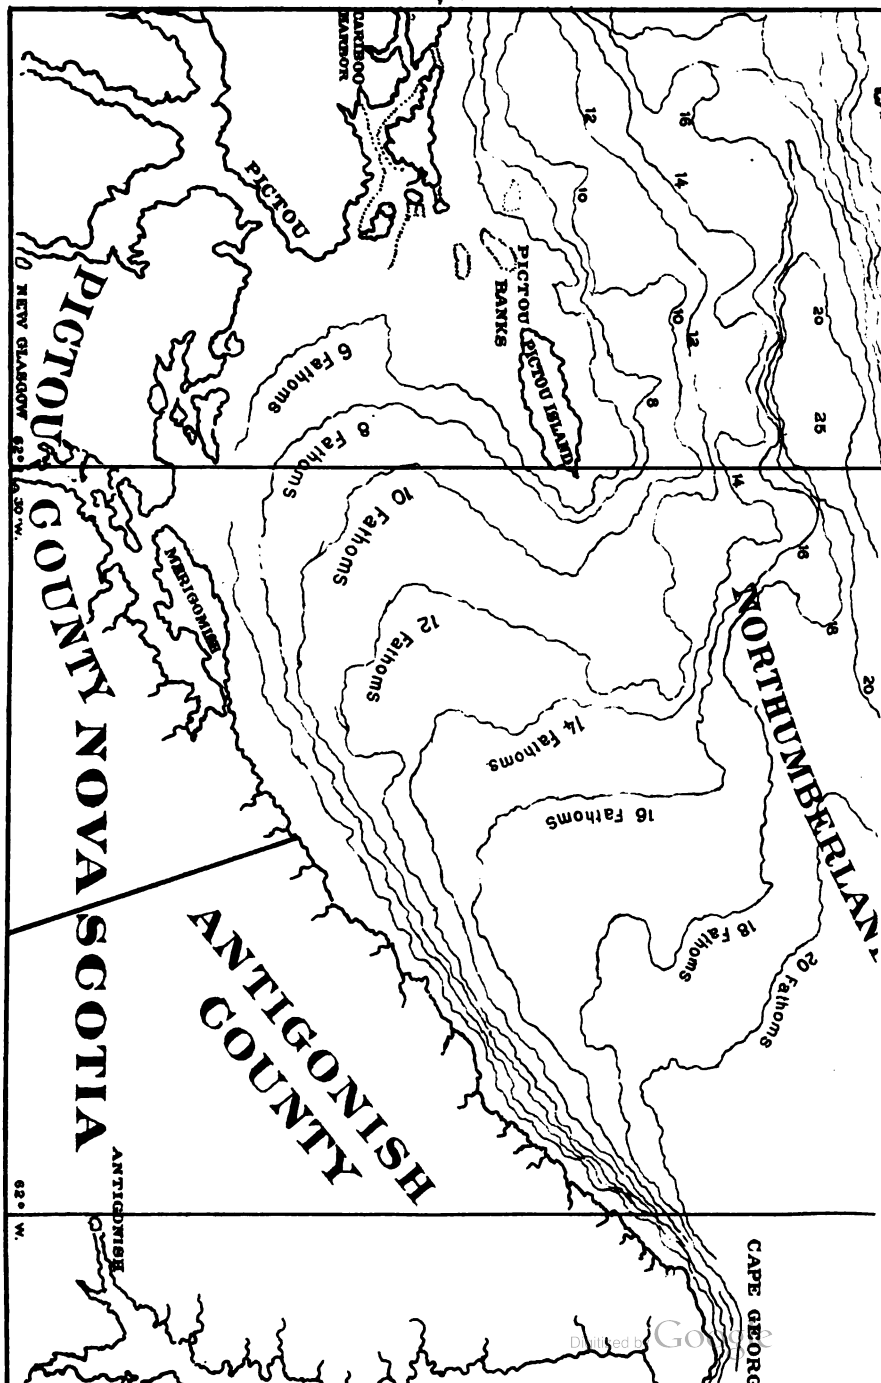 CARIBOO
HARBOR
PICTOU
NEW GLASGOW
PICTOU COUNTY NOVA SCOTIA
62° 30' W.
PICTOU
BANKS
PICTOU ISLAND
MERIGOMISH
6 Fathoms
8 Fathoms
10 Fathoms
12 Fathoms
14 Fathoms
16 Fathoms
18 Fathoms
20 Fathoms
12
16
14
10
20
10
12
8
25
14
16
18
20
NORTHUMBERLAN
ANTIGONISH
COUNTY
ANTIGONISH
62° W.
CAPE GEORG
Digitized by Google